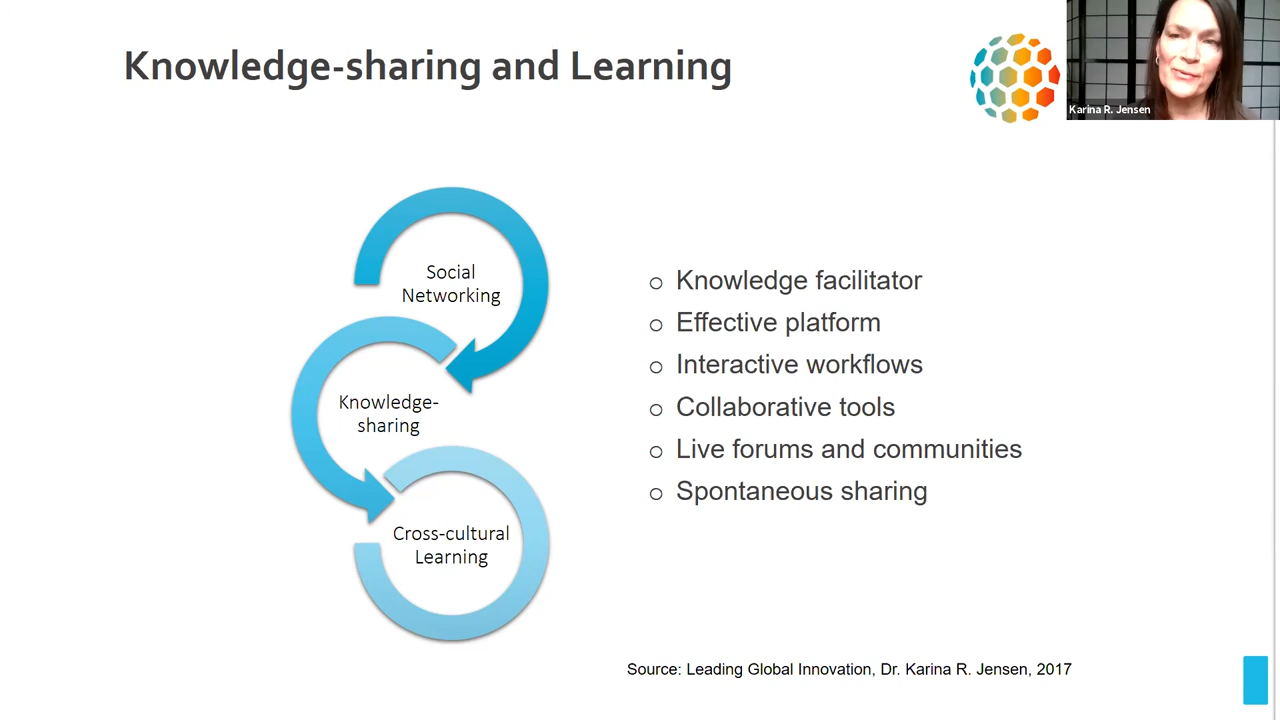 Knowledge-sharing and Learning
Karina R. Jensen
Social
Networking
Knowledge-
sharing
Cross-cultural
Learning
o Knowledge facilitator
o Effective platform
o Interactive workflows
o Collaborative tools
o Live forums and communities
o Spontaneous sharing
Source: Leading Global Innovation, Dr. Karina R. Jensen, 2017